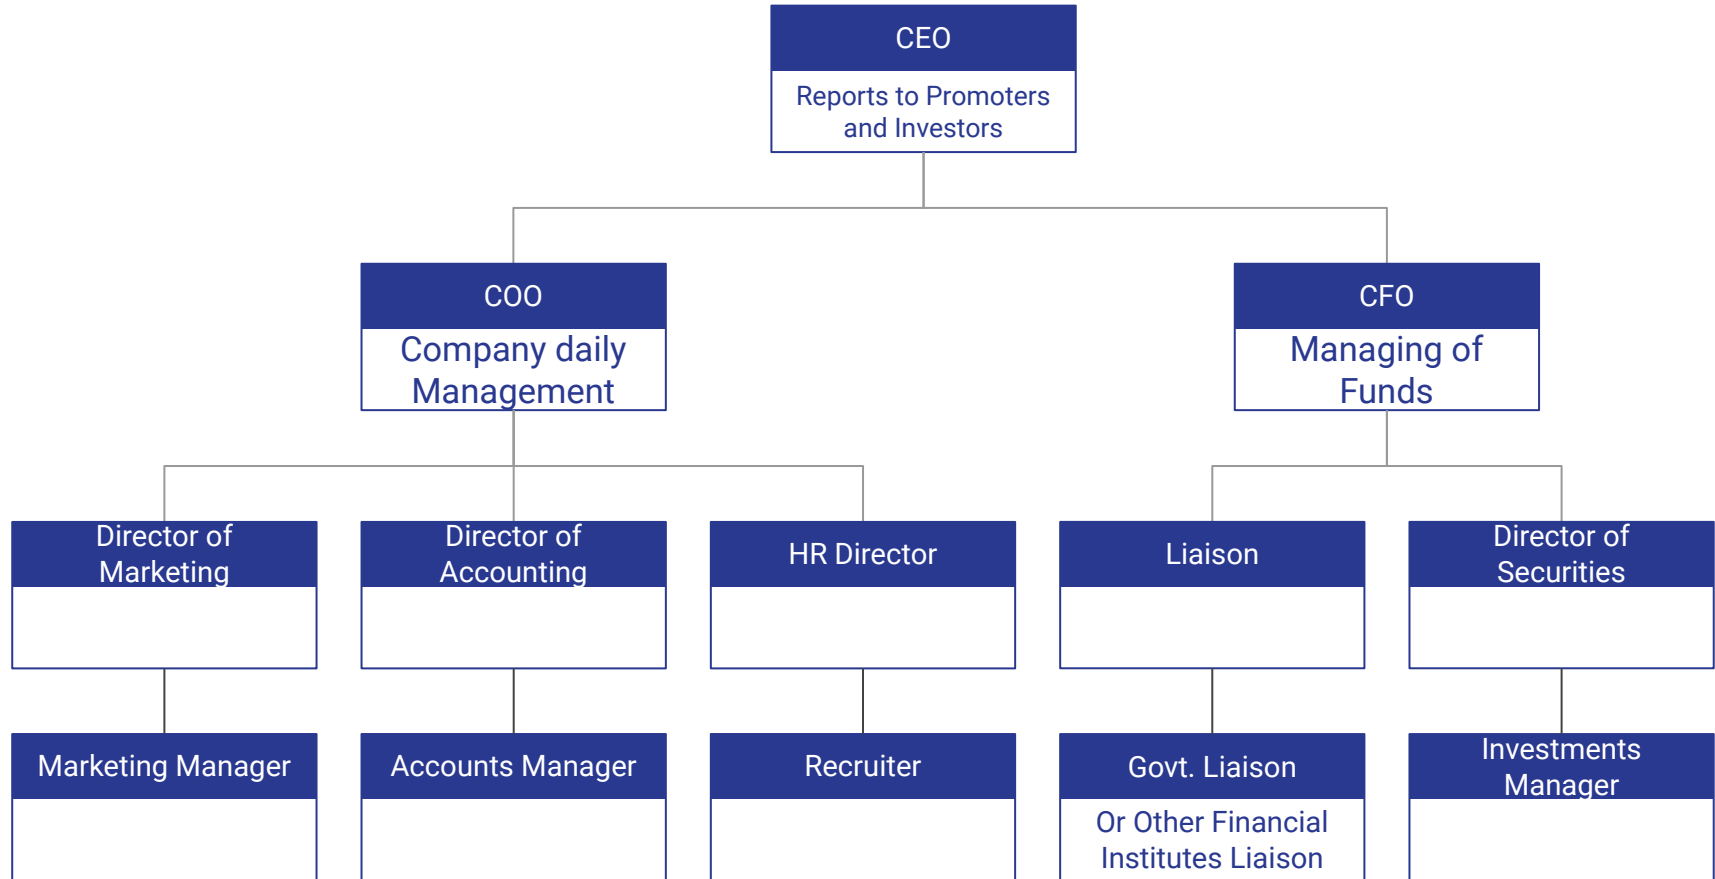 CEO
Reports to Promoters
and Investors
COO
Company daily
Management
CFO
Managing of
Funds
Director of
Marketing
Director of
Accounting
HR Director
Liaison
Director of
Securities
Marketing Manager
Accounts Manager
Recruiter
Govt. Liaison
Or Other Financial
Institutes Liaison
Investments
Manager